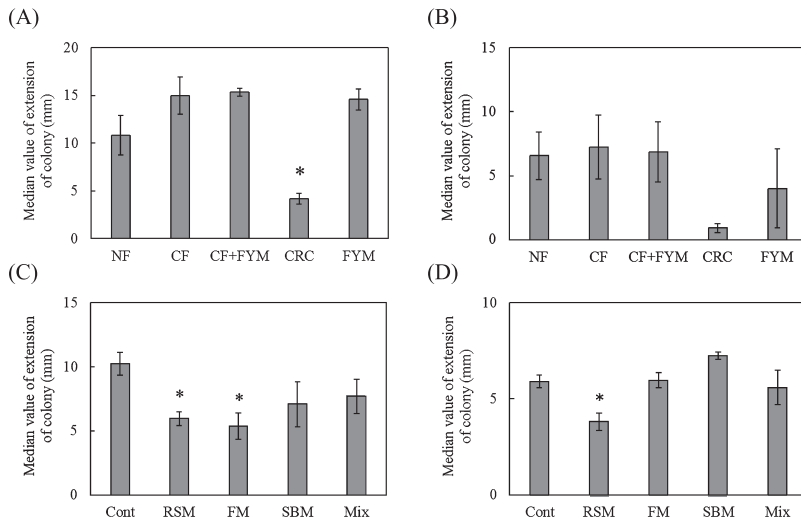 (A)
Median value of extension
of colony (mm)
20
15
10
5
0
*
NF CF CF+FYM CRC FYM
(B)
Median value of extension
of colony (mm)
15
10
5
0
NF CF CF+FYM CRC FYM
(C)
Median value of extension
of colony (mm)
15
10
5
0
* *
Cont RSM FM SBM Mix
(D)
Median value of extension
of colony (mm)
10
5
0
*
Cont RSM FM SBM Mix